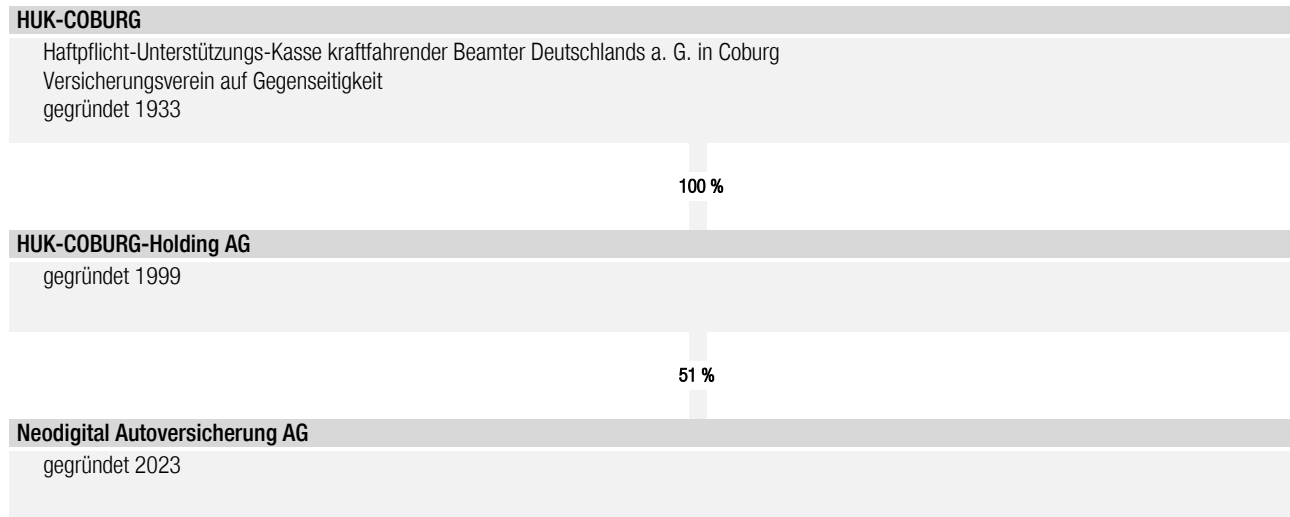 HUK-COBURG
Haftpflicht-Unterstützungs-Kasse kraftfahrender Beamter Deutschlands a. G. in Coburg
Versicherungsverein auf Gegenseitigkeit
gegründet 1933
100 %
HUK-COBURG-Holding AG
gegründet 1999
51 %
Neodigital Autoversicherung AG
gegründet 2023